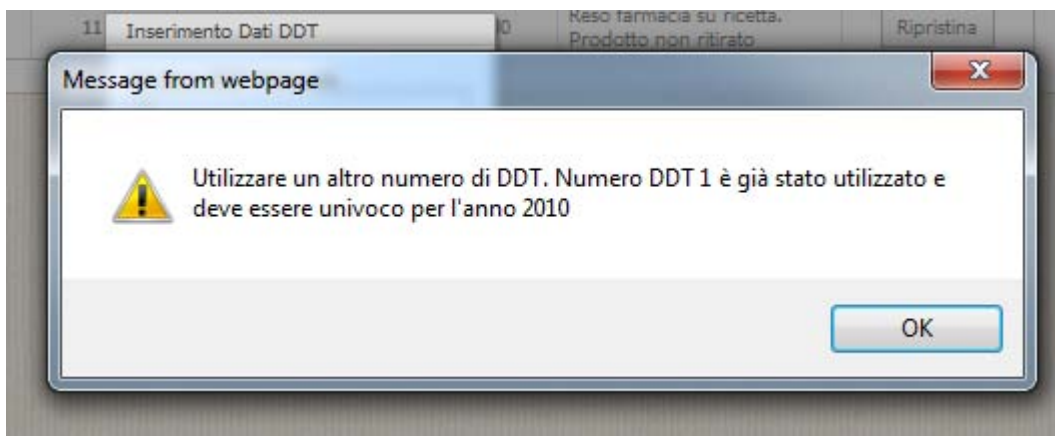 11 Inserimento Dati DDT Reso farmacia su ricetta. Ripristina
Prodotto non ritirato
Message from webpage
Utilizzare un altro numero di DDT. Numero DDT 1 è già stato utilizzato e
deve essere univoco per l'anno 2010
OK